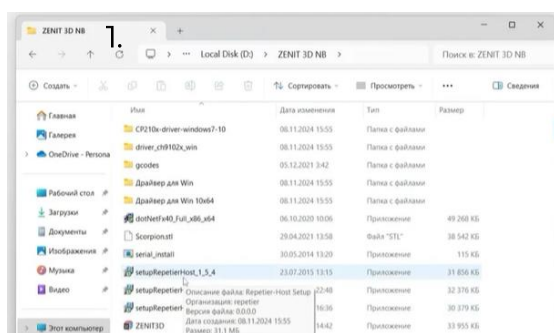 ZENIT 3D NB
1.
Local Disk (D:) > ZENIT 3D NB >
Поиск в: ZENIT 3D NB
Создать
Сортировать
Просмотреть
Сведения
Имя Дата изменения Тип Размер
Главная
Галерея
OneDrive - Persona
Рабочий стол
Загрузки
Документы
Изображения
Музыка
Видео
Этот компьютер
CP210x-driver-windows7-10 08.11.2024 15:55 Папка с файлами
driver_ch9102x_win 08.11.2024 15:55 Папка с файлами
gcodes 05.12.2021 3:42 Папка с файлами
Драйвер для Win 08.11.2024 15:55 Папка с файлами
Драйвер для Win 10x64 08.11.2024 15:55 Папка с файлами
dotNetFx40_Full_x86_x64 06.10.2020 10:06 Приложение 49 268 КБ
Scorpion.stl 29.04.2021 13:58 Файл "STL" 38 542 КБ
serial_install 30.05.2014 13:20 Приложение 115 КБ
setupRepetierHost_1_5_4 23.07.2015 13:15 Приложение 31 856 КБ
setupRepetierH 22:48 Приложение 32 376 КБ
setupRepetierH 16:36 Приложение 30 379 КБ
ZENIT3D 14:42 Приложение 33 955 КБ
Описание файла: Repetier-Host Setup
Организация: repetier
Версия файла: 0.0.0.0
Дата создания: 08.11.2024 15:55
Размер: 31,1 МБ